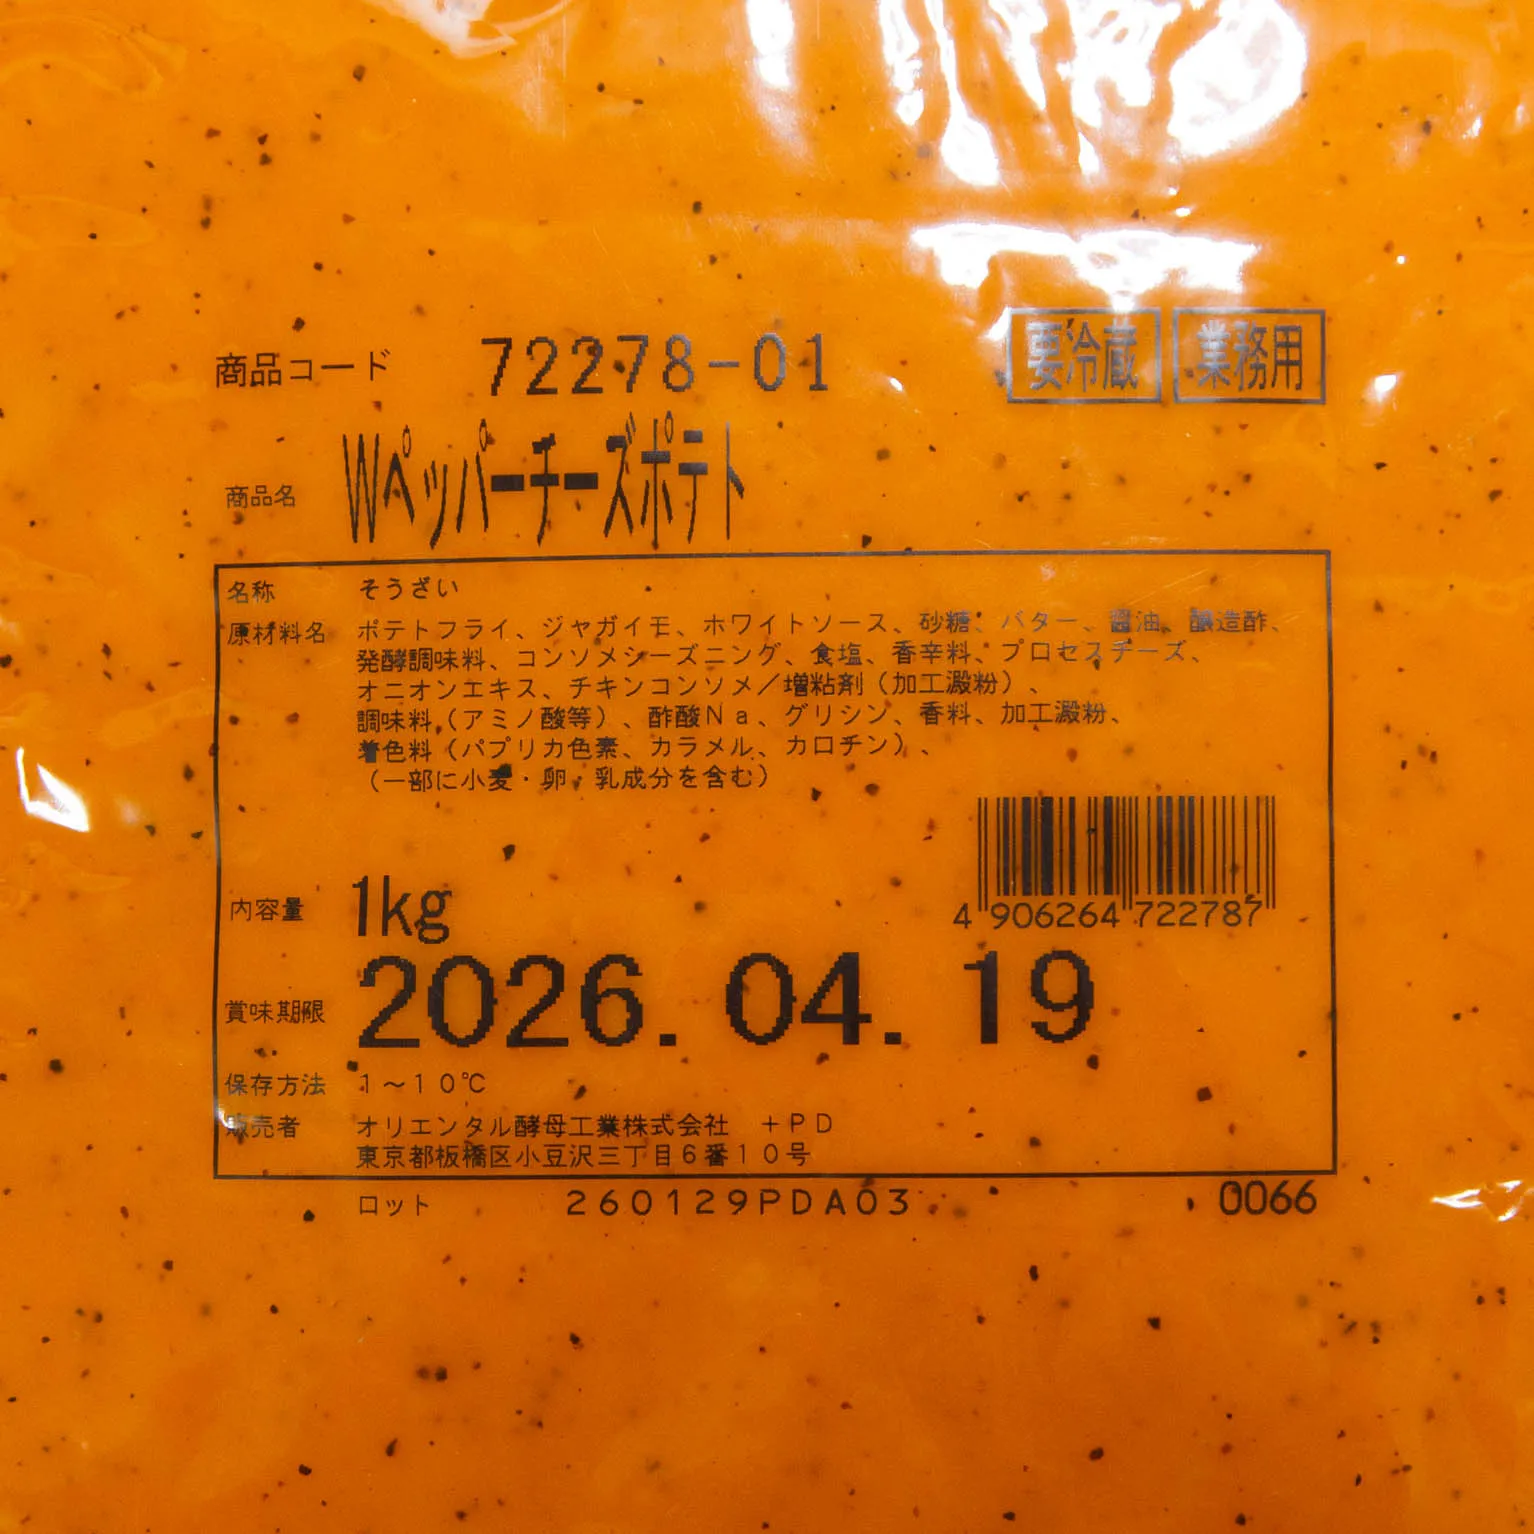 商品コード 72278-01 要冷蔵 業務用
商品名 Wペッパーチーズポテト
名称 そうざい
原材料名 ポテトフライ、ジャガイモ、ホワイトソース、砂糖、バター、醤油、醸造酢、
発酵調味料、コンソメシーズニング、食塩、香辛料、プロセスチーズ、
オニオンエキス、チキンコンソメ／増粘剤（加工澱粉）、
調味料（アミノ酸等）、酢酸Ｎａ、グリシン、香料、加工澱粉、
着色料（パプリカ色素、カラメル、カロチン）、
（一部に小麦・卵・乳成分を含む）
内容量 1kg
4 906264 722787
賞味期限 2026.04.19
保存方法 １～１０℃
販売者 オリエンタル酵母工業株式会社 ＋ＰＤ
東京都板橋区小豆沢三丁目６番１０号
ロット 260129PDA03 0066